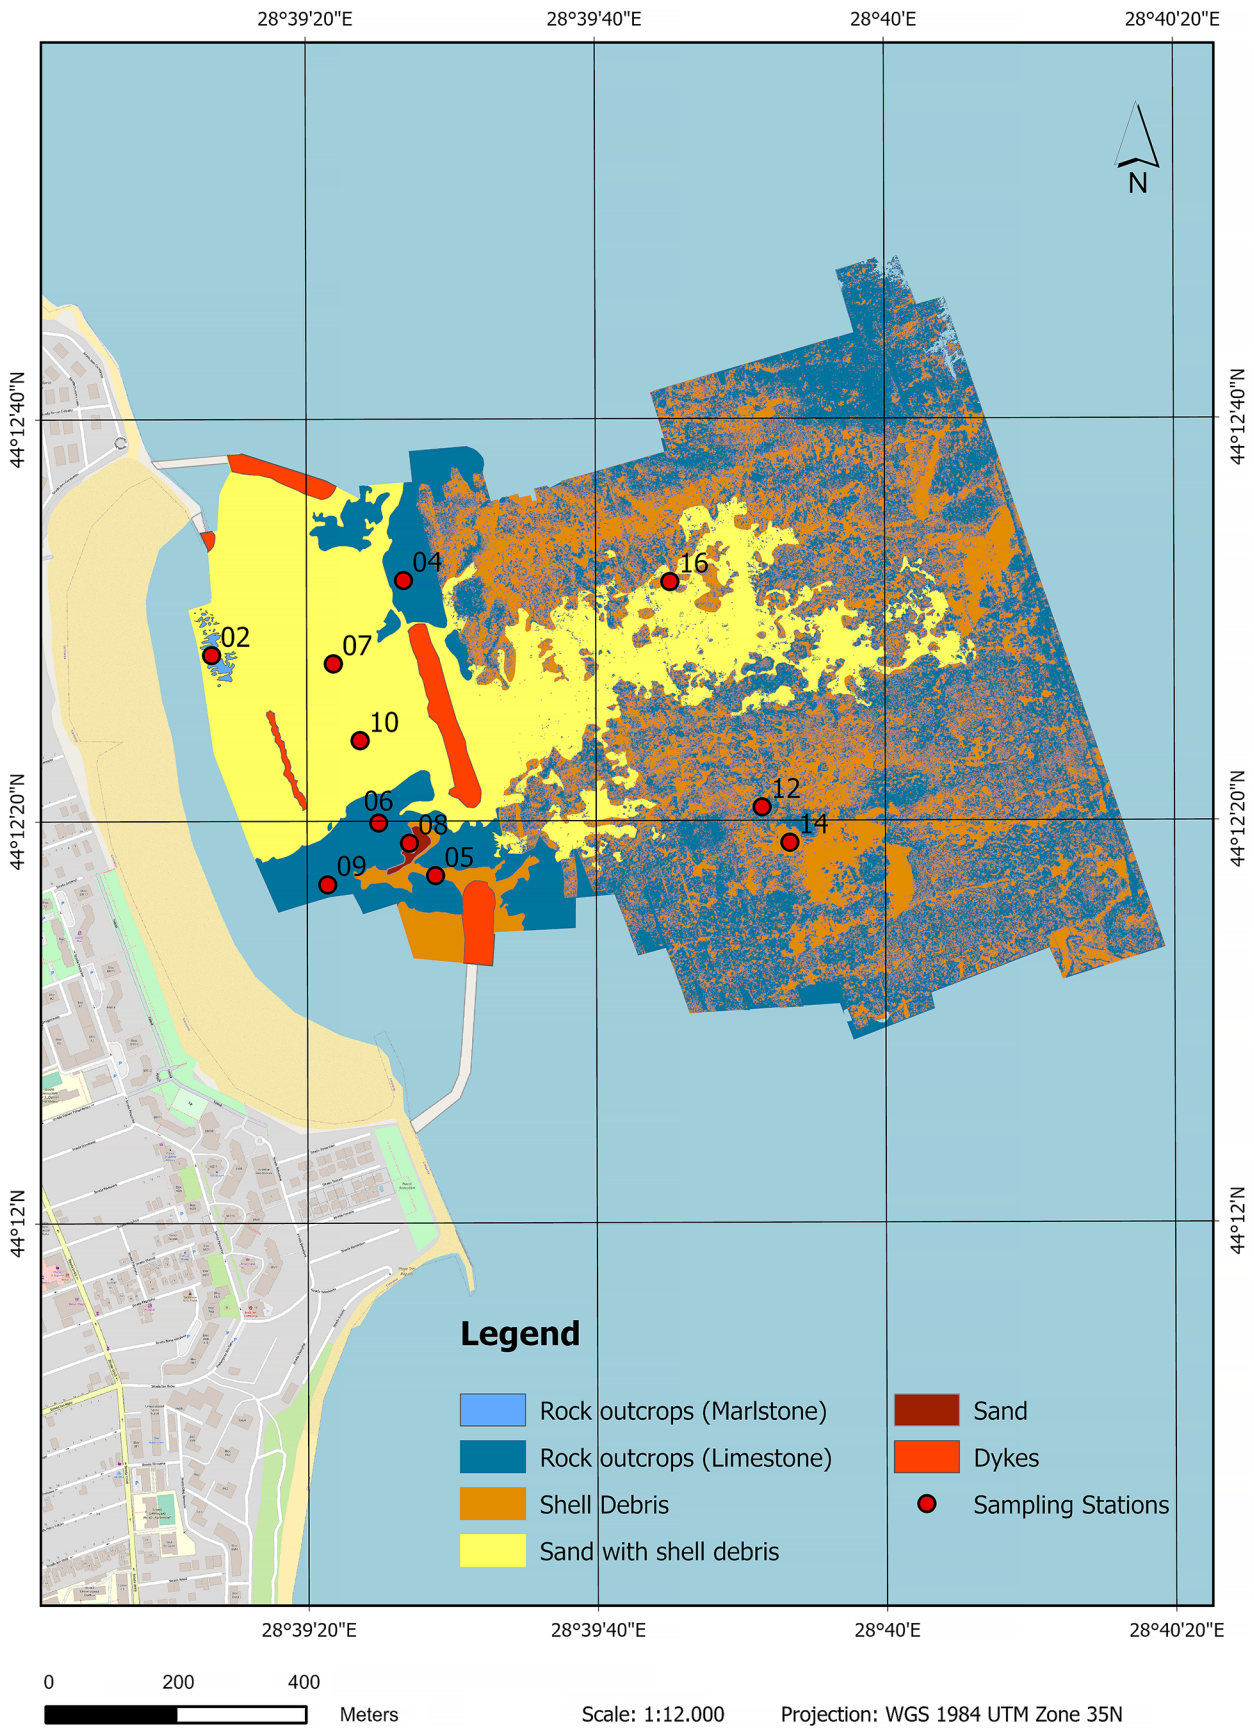 28°39'20"E 28°39'40"E 28°40'E 28°40'20"E
N
44°12'40"N 44°12'40"N
04
16
02
07
10
44°12'20"N 44°12'20"N
12
06
08
14
05
09
44°12'N 44°12'N
Legend
Rock outcrops (Marlstone) Sand
Rock outcrops (Limestone) Dykes
Shell Debris Sampling Stations
Sand with shell debris
28°39'20"E 28°39'40"E 28°40'E 28°40'20"E
0 200 400
Meters Scale: 1:12.000 Projection: WGS 1984 UTM Zone 35N